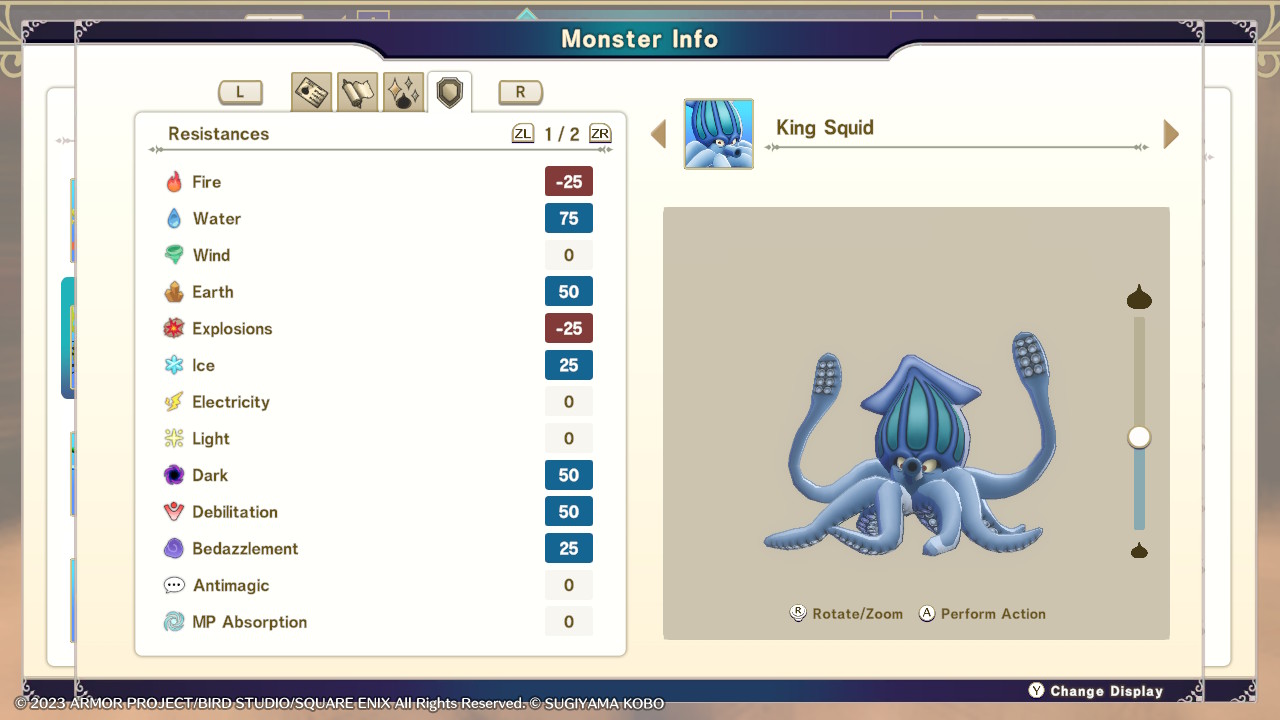 Monster Info
L
R
Resistances
ZL 1 / 2 ZR
Fire -25
Water 75
Wind 0
Earth 50
Explosions -25
Ice 25
Electricity 0
Light 0
Dark 50
Debilitation 50
Bedazzlement 25
Antimagic 0
MP Absorption 0
King Squid
R Rotate/Zoom A Perform Action
Y Change Display
© 2023 ARMOR PROJECT/BIRD STUDIO/SQUARE ENIX All Rights Reserved. © SUGIYAMA KOBO